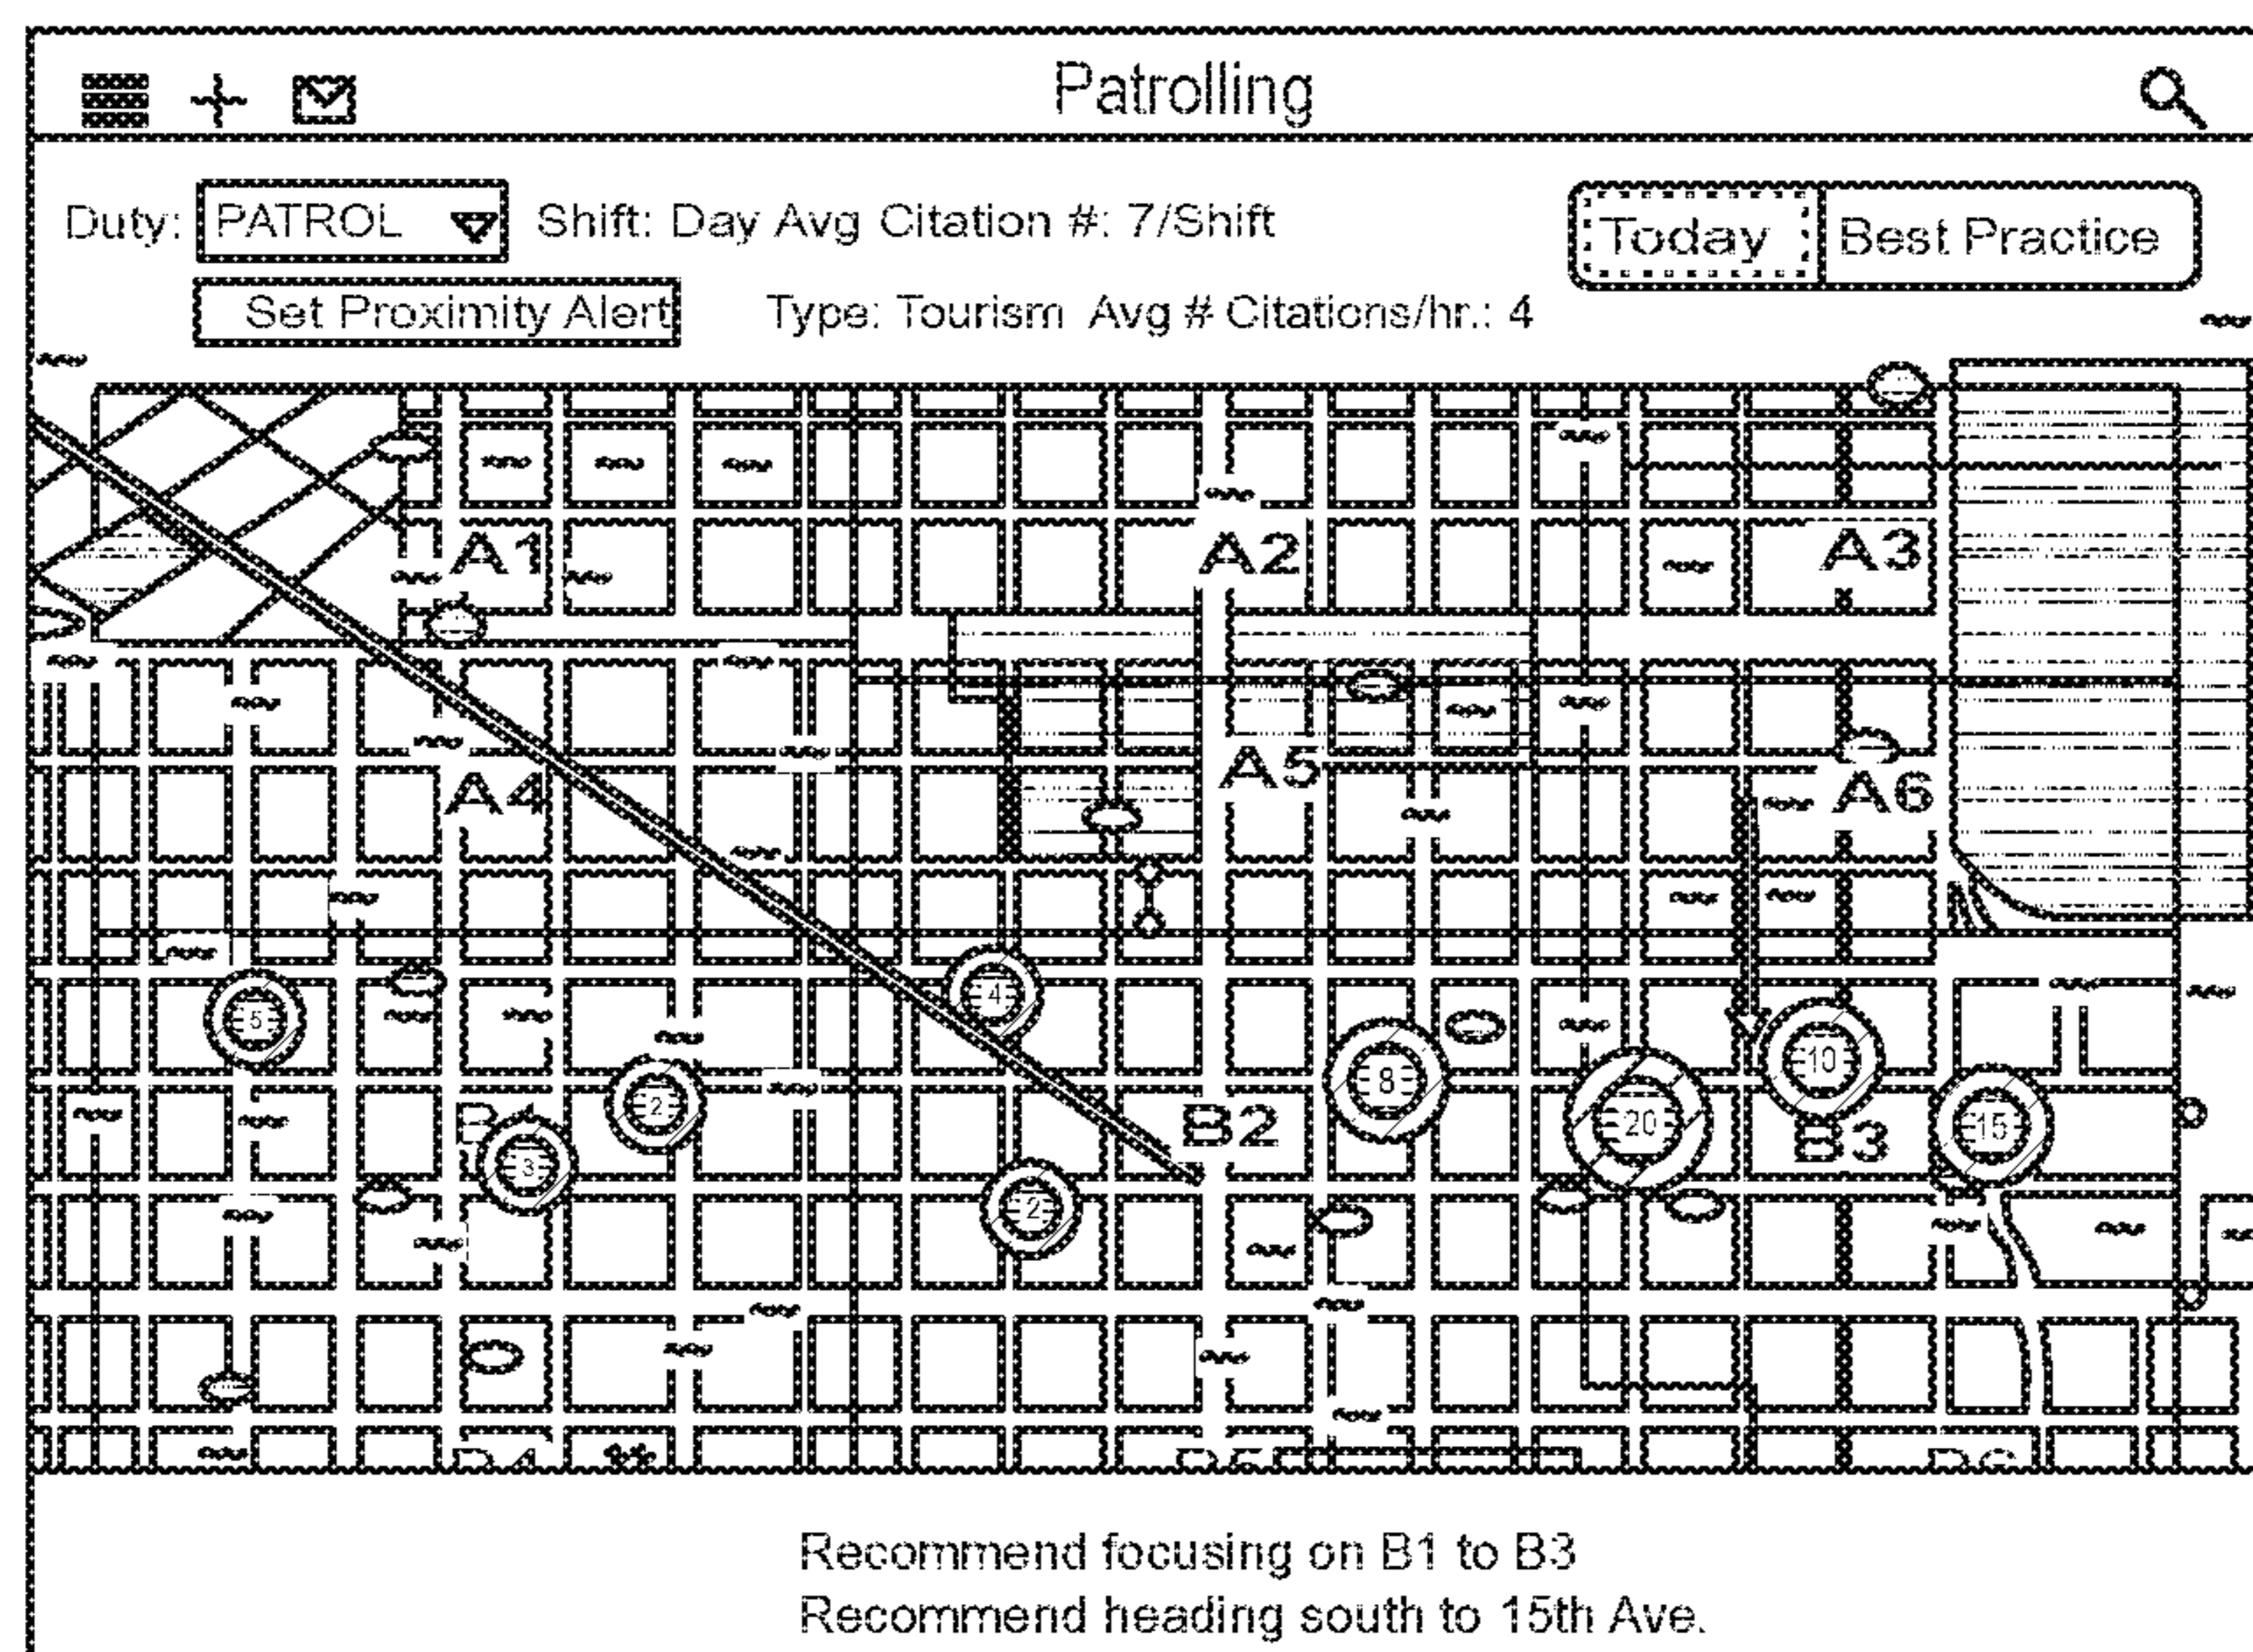 Patrolling
Duty: PATROL Shift: Day Avg Citation #: 7/Shift
Today Best Practice
Set Proximity Alert Type: Tourism Avg # Citations/hr.: 4
A1 A2 A3
A4 A5 A6
5 4
8 10
2 20 15
B2 B3
3
2
Recommend focusing on B1 to B3
Recommend heading south to 15th Ave.